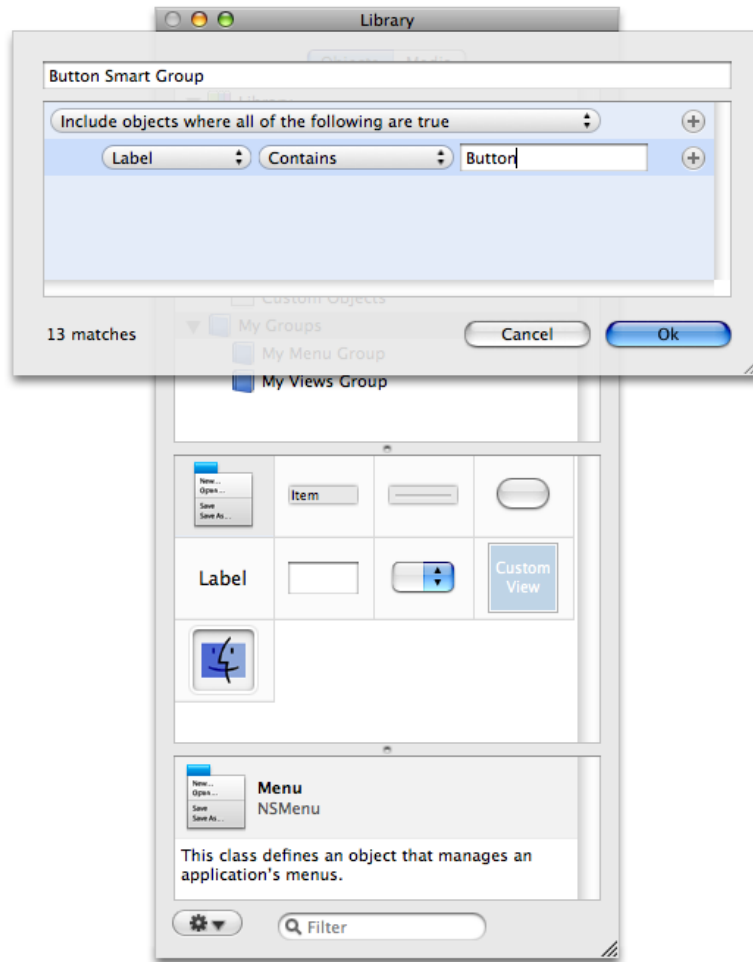 Library
Objects Media
Library
Button Smart Group
Include objects where all of the following are true
Label Contains Button
Custom Objects
13 matches
Cancel Ok
My Groups
My Menu Group
My Views Group
New...
Open...
Save
Save As...
Item
Label
Custom
View
New...
Open...
Save
Save As...
Menu
NSMenu
This class defines an object that manages an
application's menus.
Filter